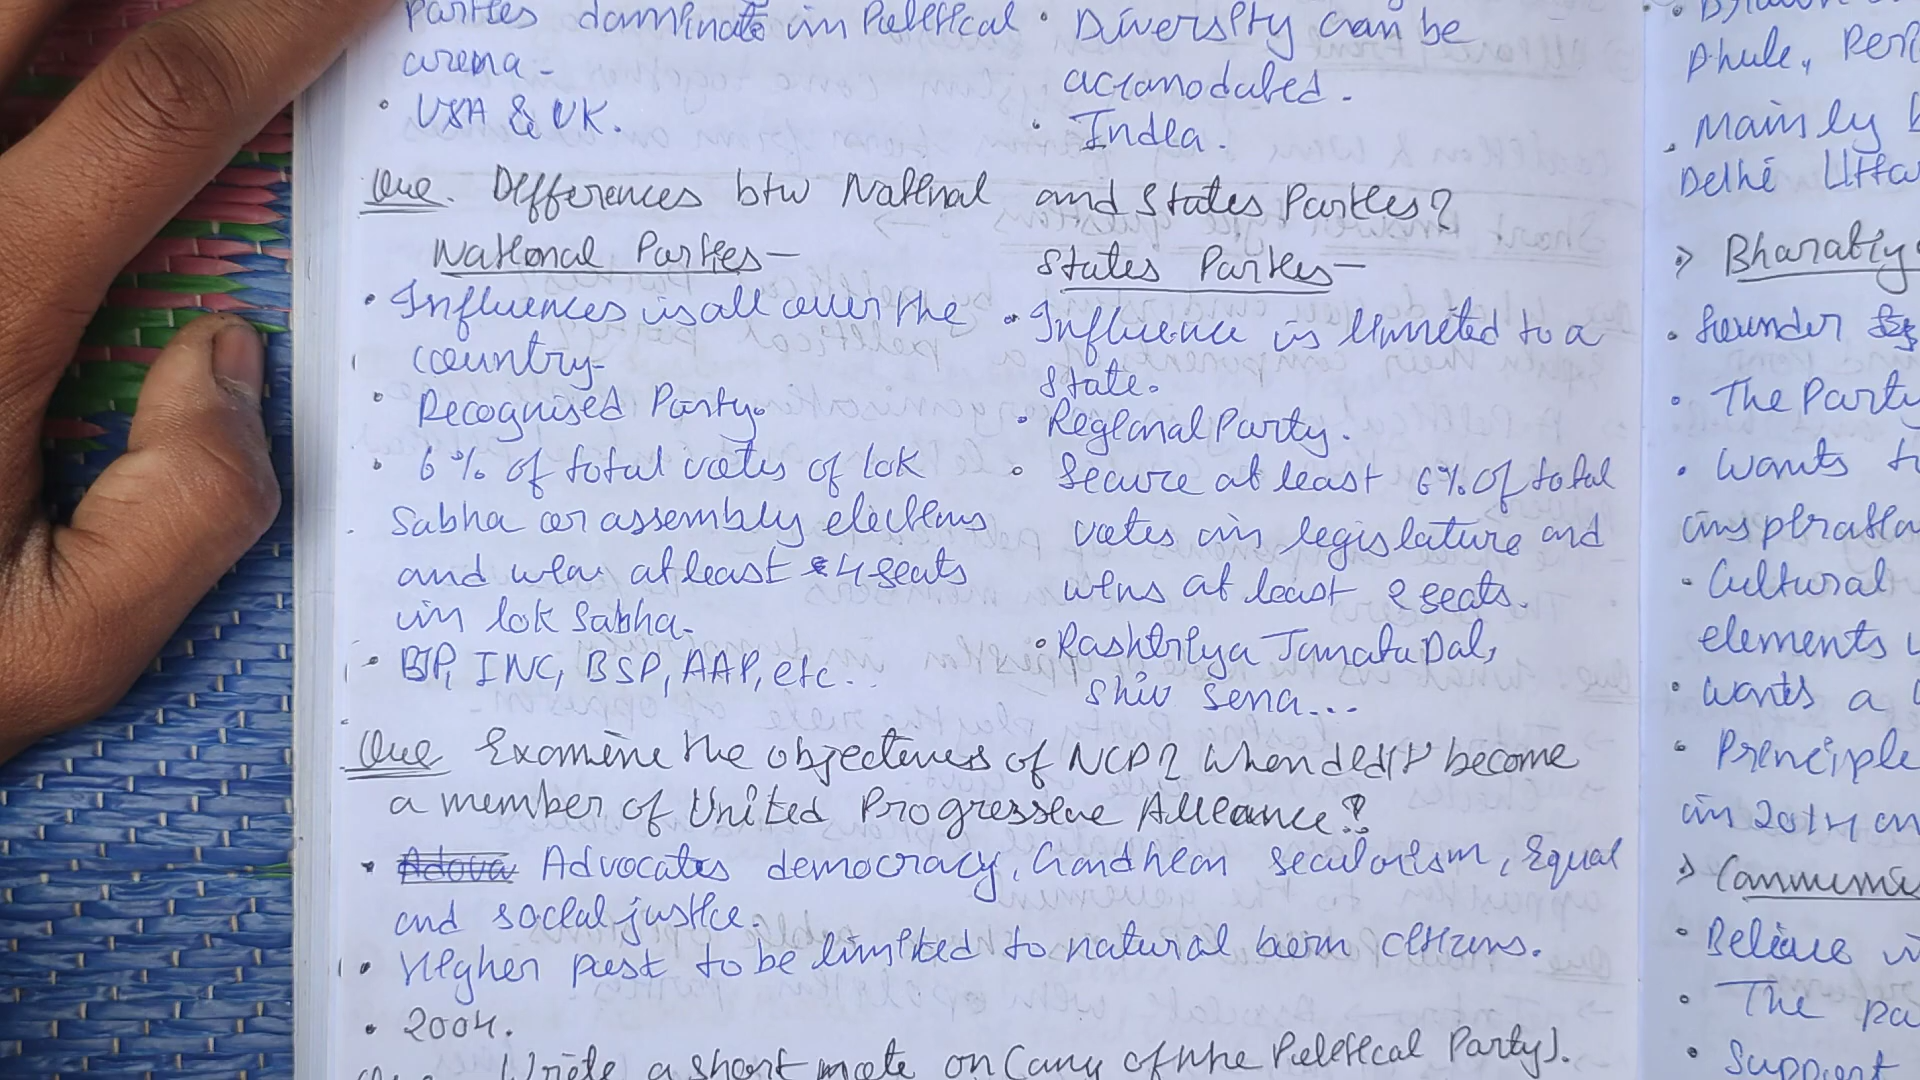 Parties dominate in Political
arena -
• USA & UK.
• Diversity can be
accomodated.
• India.
Que. Differences btw National and States Parties?
National Parties —
• Influences is all over the
country-
• Recognised Party.
• 6% of total votes of lok
Sabha or assembly elections
and win at least 4 seats
in lok Sabha.
• BJP, INC, BSP, AAP, etc..
States Parties —
• Influence is limited to a
state.
• Regional Party.
• Secure at least 6% of total
votes in legislature and
wins at least 2 seats.
• Rashtriya Janata Dal,
Shiv Sena...
Que Examine the objectives of NCP? When did it become
a member of United Progressive Alliance?
• Advocates democracy, Gandhian secularism, Equal
and social justice.
• Higher post to be limited to natural born citizens.
• 2004.
Write a short note on (any of the Political Party).
Phule, Peri
. Mainly
Delhi Utta
> Bharatiy
• founder
• The Party
• wants
inspiration
• Cultural
elements
• wants a
• Principle
in 2014 an
> Communis
• Believe in
• The pa
• Support